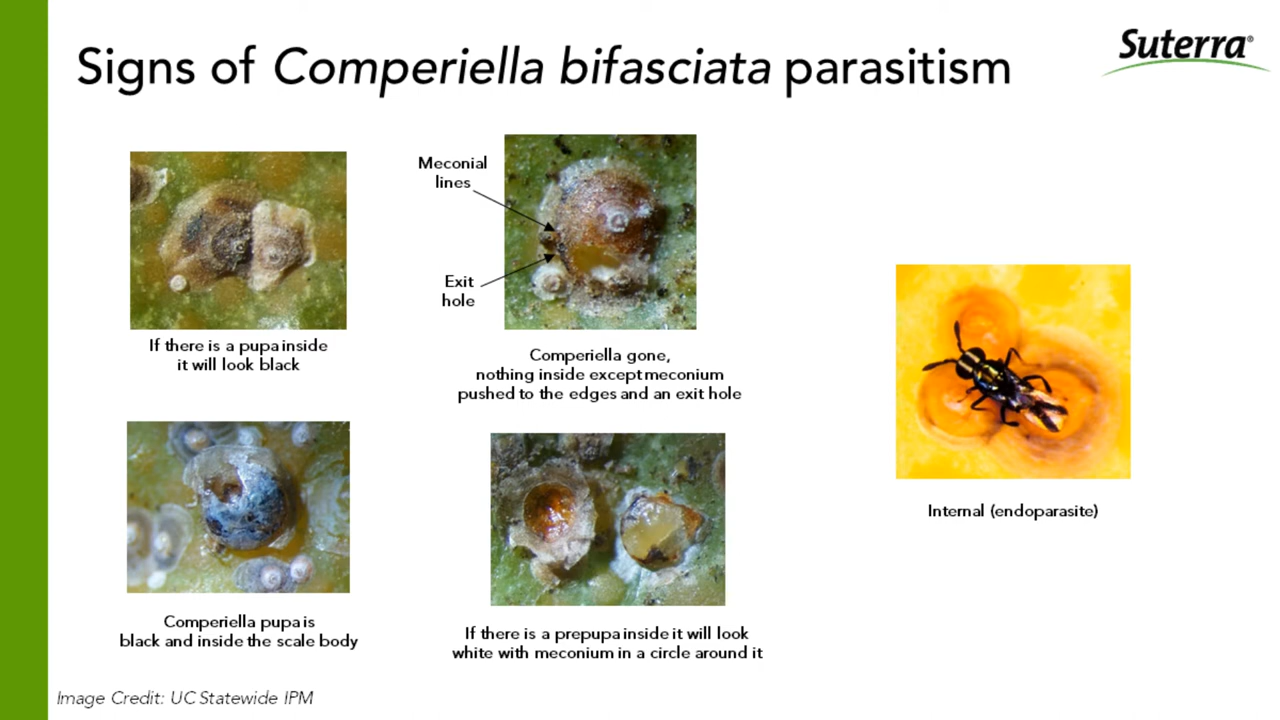 Signs of Comperiella bifasciata parasitism
Suterra®
If there is a pupa inside
it will look black
Meconial
lines
Exit
hole
Comperiella gone,
nothing inside except meconium
pushed to the edges and an exit hole
Comperiella pupa is
black and inside the scale body
If there is a prepupa inside it will look
white with meconium in a circle around it
Internal (endoparasite)
Image Credit: UC Statewide IPM